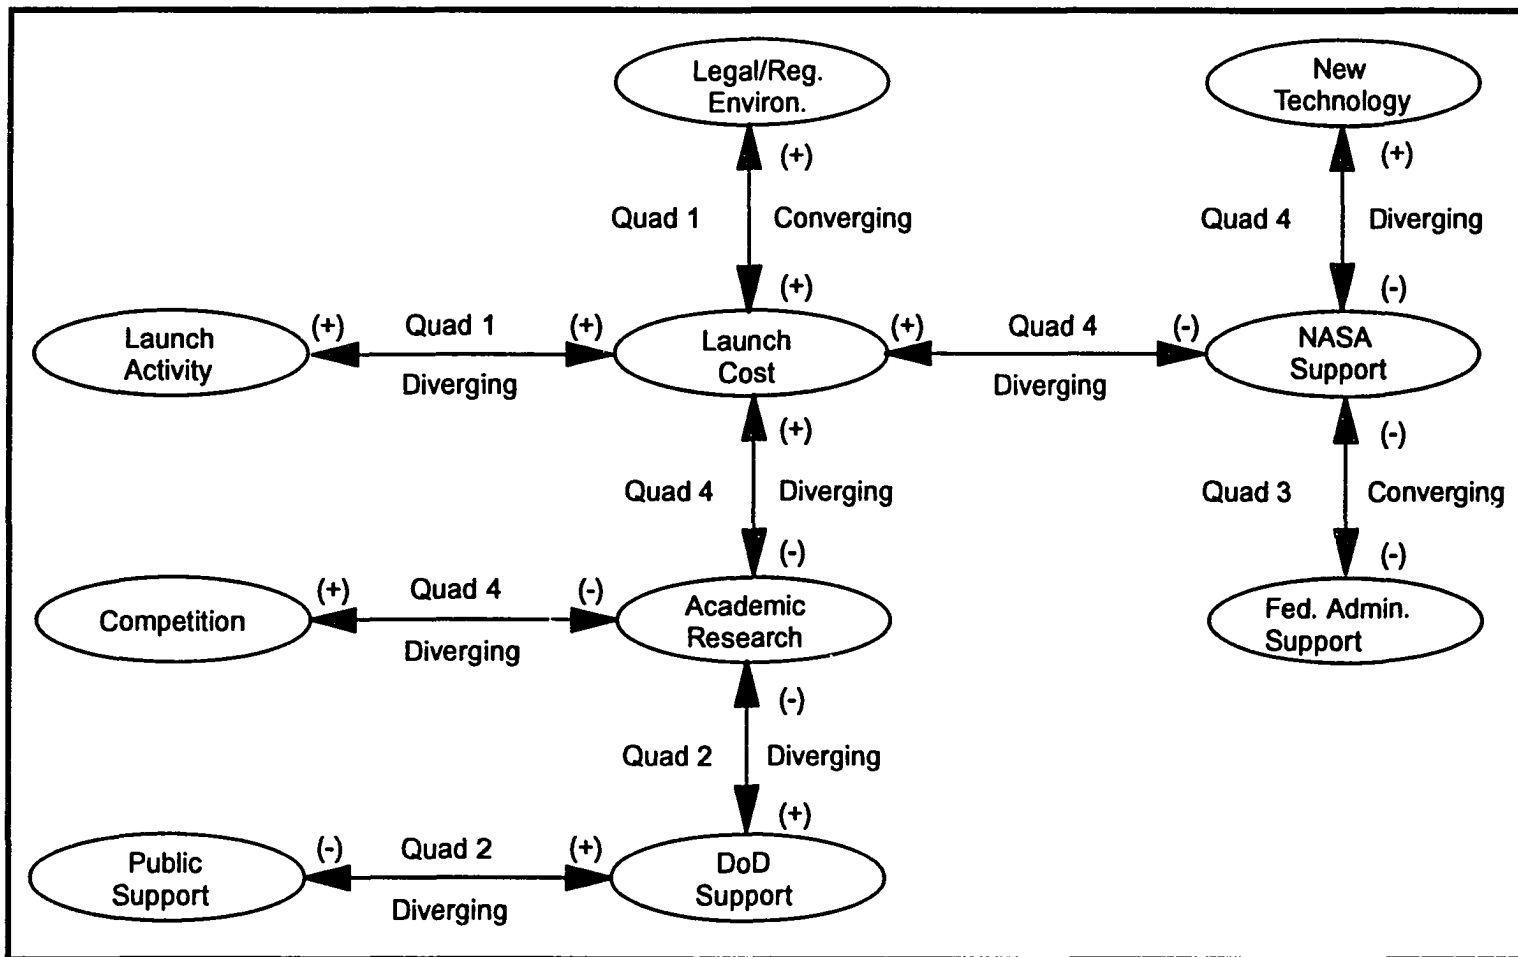 Legal/Reg.
Environ.
New
Technology
(+)
(+)
Quad 1
Converging
Quad 4
Diverging
(+)
(-)
Launch
Activity
(+)
Quad 1
(+)
Diverging
Launch
Cost
(+)
Quad 4
(-)
Diverging
NASA
Support
(+)
(-)
Quad 4
Diverging
Quad 3
Converging
(-)
(-)
Competition
(+)
Quad 4
(-)
Diverging
Academic
Research
Fed. Admin.
Support
(-)
Quad 2
Diverging
(+)
Public
Support
(-)
Quad 2
(+)
Diverging
DoD
Support